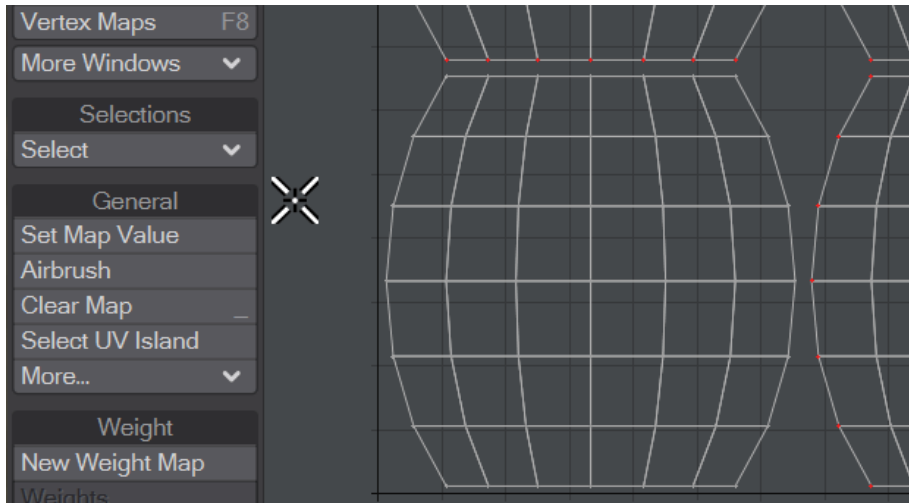 Vertex Maps F8
More Windows
Selections
Select
General
Set Map Value
Airbrush
Clear Map _
Select UV Island
More...
Weight
New Weight Map
Weights